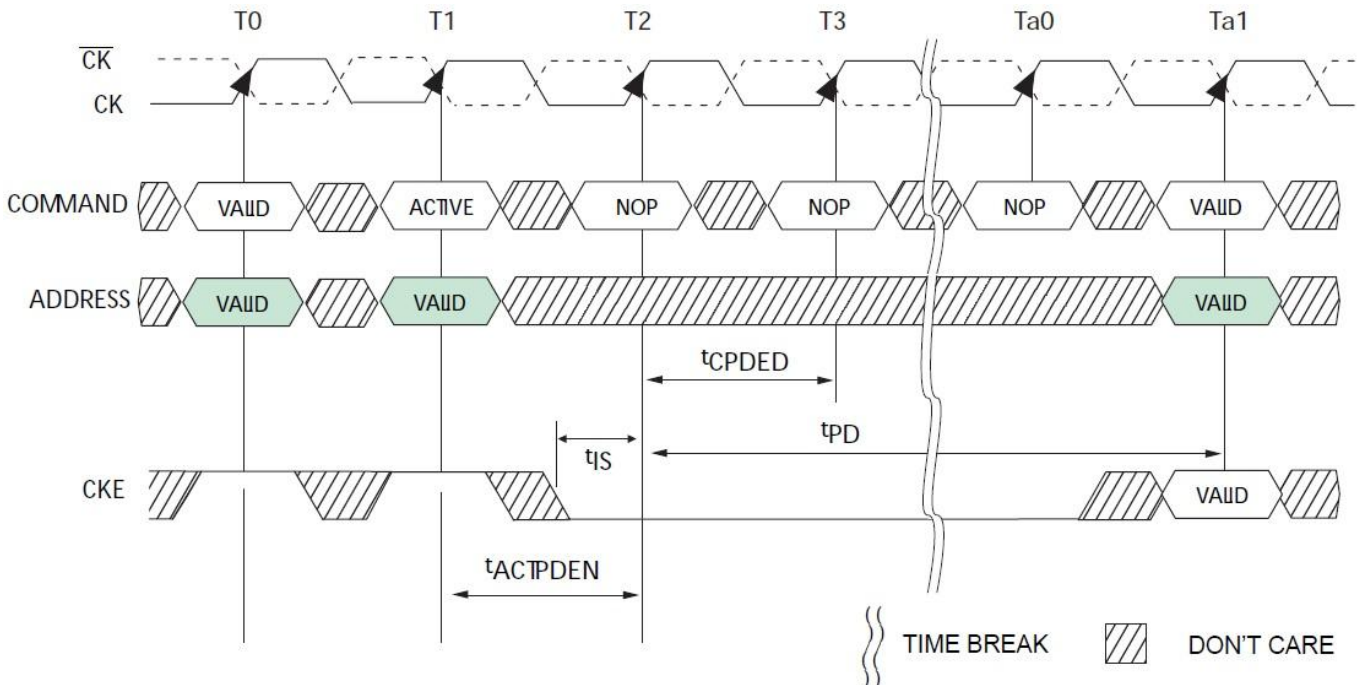 T0 T1 T2 T3 Ta0 Ta1
CK
CK
COMMAND VALID ACTIVE NOP NOP NOP VALID
ADDRESS VALID VALID VALID
tCPDED
tPD
tIS
CKE VALID
tACTPDEN
TIME BREAK DON'T CARE